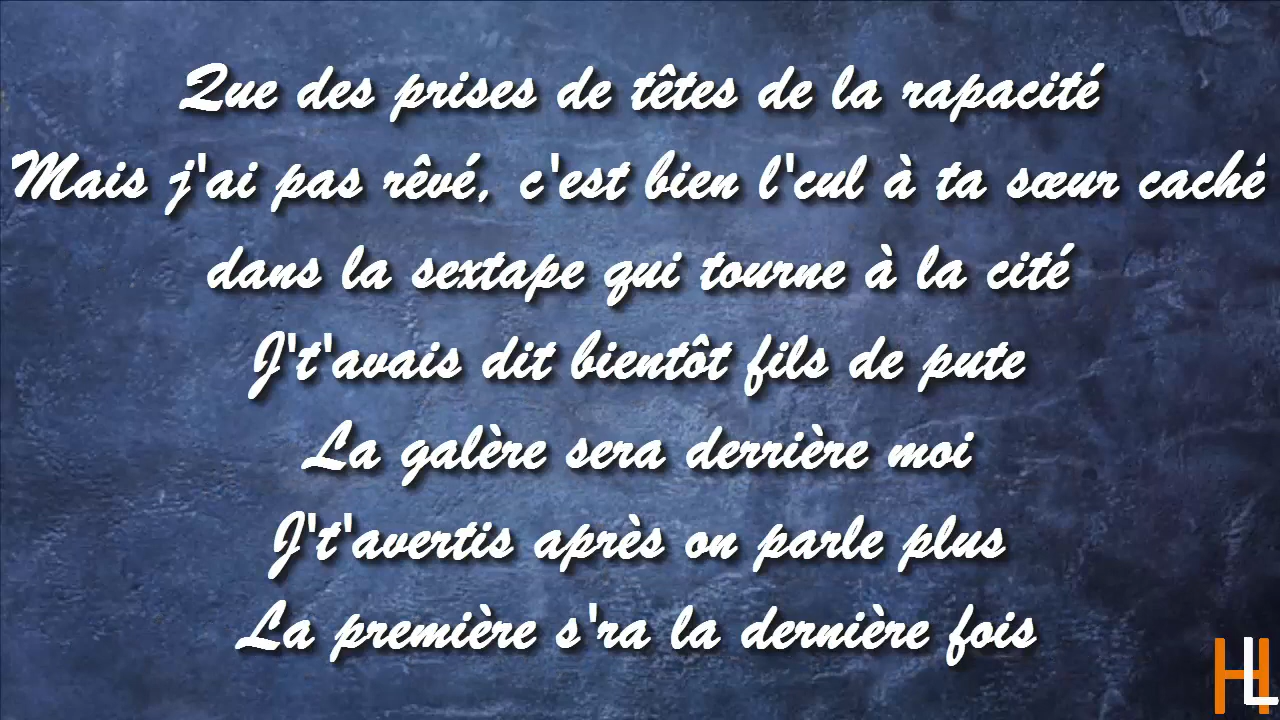 Que des prises de têtes de la rapacité
Mais j'ai pas rêvé, c'est bien l'cul à ta sœur caché
dans la sextape qui tourne à la cité
J't'avais dit bientôt fils de pute
La galère sera derrière moi
J't'avertis après on parle plus
La première s'ra la dernière fois
HL